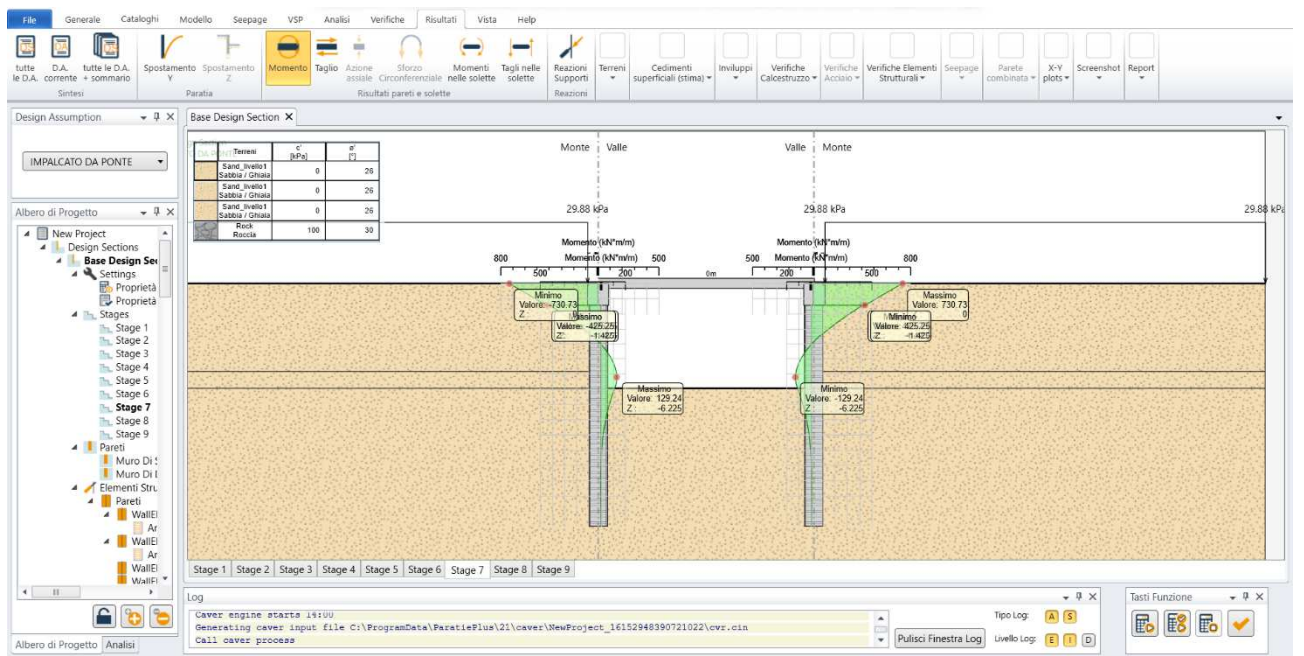 File Generale Cataloghi Modello Seepage VSP Analisi Verifiche Risultati Vista Help
tutte le D.A.
D.A. corrente
tutte le D.A. + sommario
Spostamento Y
Spostamento Z
Momento
Taglio
Azione assiale
Sforzo Circonferenziale
Momenti nelle solette
Tagli nelle solette
Reazioni Supporti
Terreni
Cedimenti superficiali (stima)
Inviluppi
Verifiche Calcestruzzo
Verifiche Acciaio
Verifiche Elementi Strutturali
Seepage
Parete combinata
X-Y plots
Screenshot
Report
Sintesi
Paratia
Risultati pareti e solette
Reazioni
Design Assumption
IMPALCATO DA PONTE
Albero di Progetto
New Project
Design Sections
Base Design Se
Settings
Proprietà
Proprietà
Stages
Stage 1
Stage 2
Stage 3
Stage 4
Stage 5
Stage 6
Stage 7
Stage 8
Stage 9
Pareti
Muro Di
Muro Di
Elementi Stru
Pareti
WallEl
Ar
WallEl
Ar
WallEl
WallEl
Albero di Progetto Analisi
Base Design Section X
Terreni c' [kPa] ø' [°]
Sand_livello1 Sabbia / Ghiaia 0 26
Sand_livello1 Sabbia / Ghiaia 0 26
Sand_livello1 Sabbia / Ghiaia 0 26
Rock Roccia 100 30
Monte Valle
Valle Monte
29.88 kPa
29.88 kPa
29.88 kPa
Momento (kN*m/m)
Momento (kN*m/m)
Momento (kN*m/m)
Momento (kN*m/m)
800 500
500 800
500 200 0m 200 500
Minimo
Valore: -730.73
Z : 0
Massimo
Valore: 730.73
Z : 0
Valore: -425.25
Z : -1.425
Minimo
Valore: 425.25
Z : -1.425
Massimo
Valore: 129.24
Z : -6.225
Minimo
Valore: -129.24
Z : -6.225
Stage 1 Stage 2 Stage 3 Stage 4 Stage 5 Stage 6 Stage 7 Stage 8 Stage 9
Log
Caver engine starts 14:00
Generating caver input file C:\ProgramData\ParatiePlus\21\caver\NewProject_16152948390721022\cvr.cin
Call caver process
Pulisci Finestra Log
Tipo Log: A S
Livello Log: E I D
Tasti Funzione